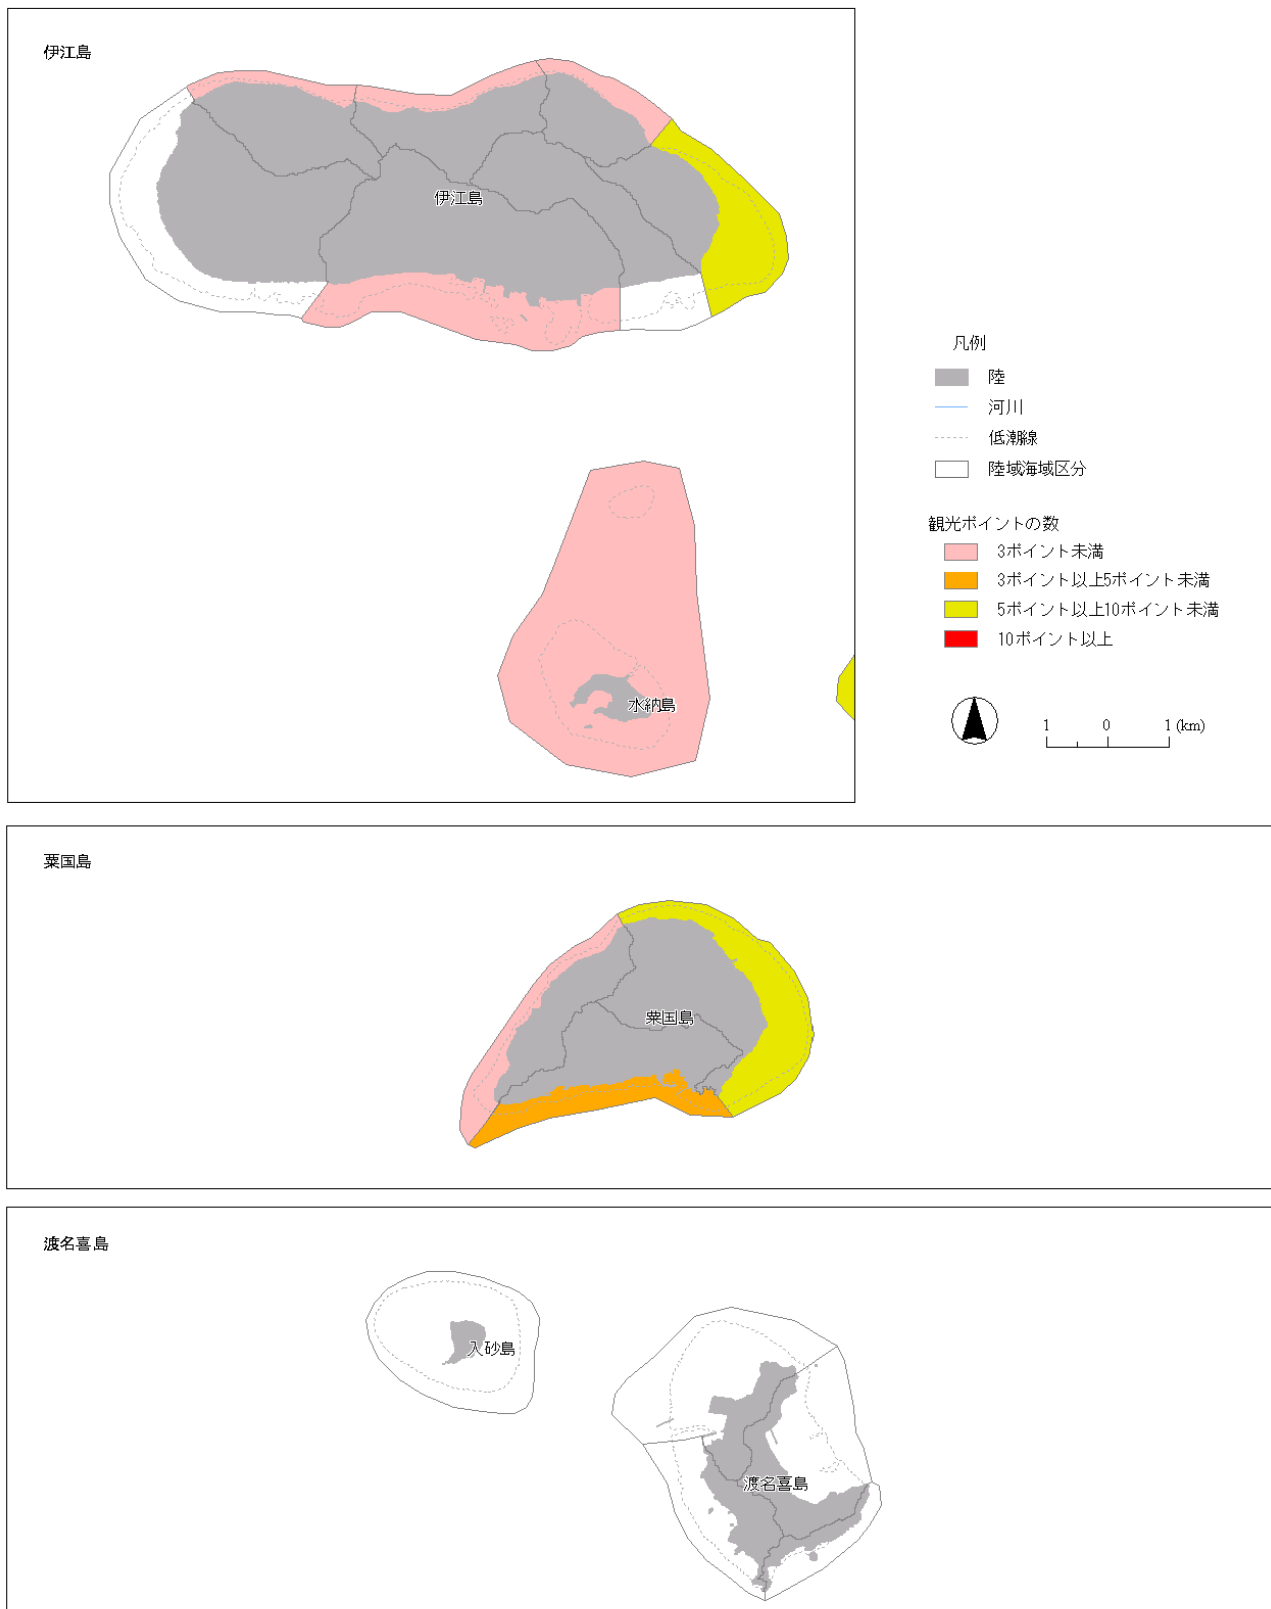 伊江島
伊江島
水納島
凡例
陸
河川
低潮線
陸域海域区分
観光ポイントの数
3ポイント未満
3ポイント以上5ポイント未満
5ポイント以上10ポイント未満
10ポイント以上
1 0 1 (km)
粟国島
粟国島
渡名喜島
入砂島
渡名喜島